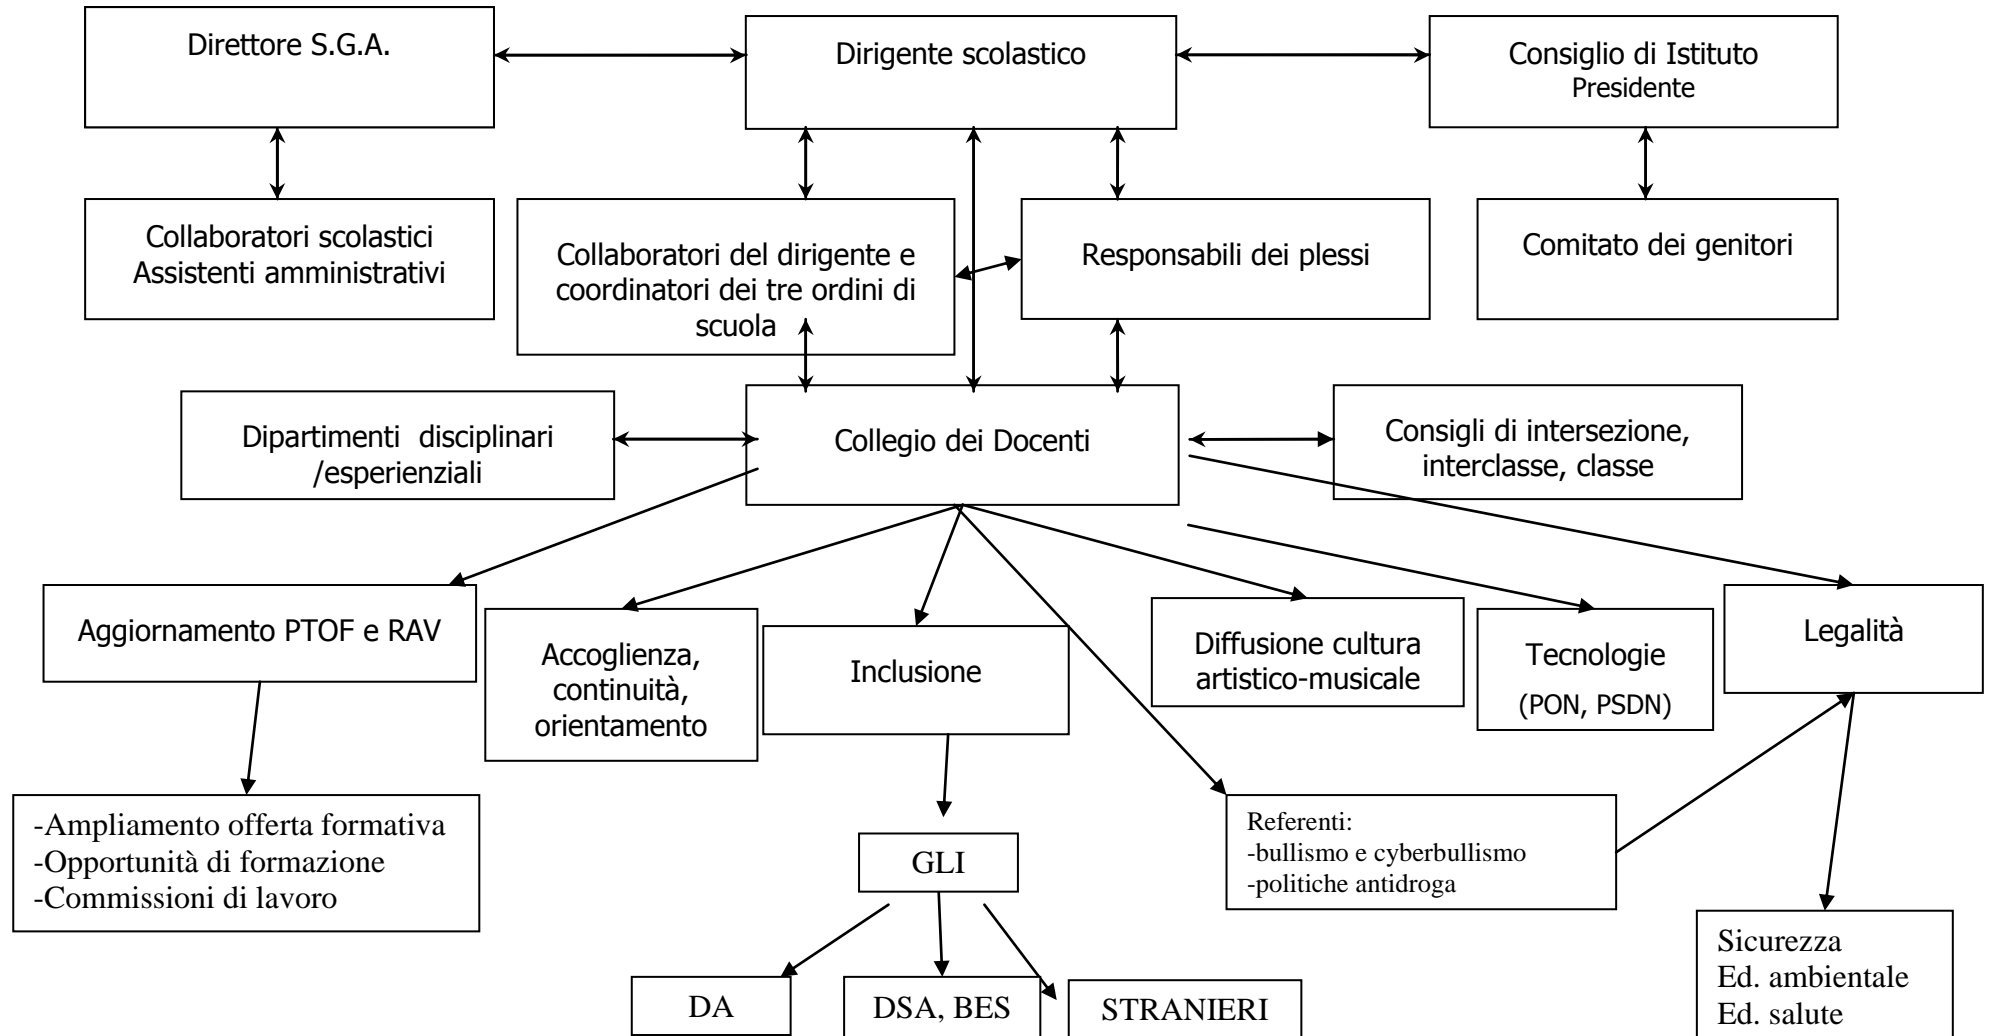 Direttore S.G.A.
Dirigente scolastico
Consiglio di Istituto
Presidente
Collaboratori scolastici
Assistenti amministrativi
Collaboratori del dirigente e
coordinatori dei tre ordini di
scuola
Responsabili dei plessi
Comitato dei genitori
Dipartimenti disciplinari
/esperienziali
Collegio dei Docenti
Consigli di intersezione,
interclasse, classe
Aggiornamento PTOF e RAV
Accoglienza,
continuità,
orientamento
Inclusione
Diffusione cultura
artistico-musicale
Tecnologie
(PON, PSDN)
Legalità
-Ampliamento offerta formativa
-Opportunità di formazione
-Commissioni di lavoro
GLI
Referenti:
-bullismo e cyberbullismo
-politiche antidroga
DA
DSA, BES
STRANIERI
Sicurezza
Ed. ambientale
Ed. salute